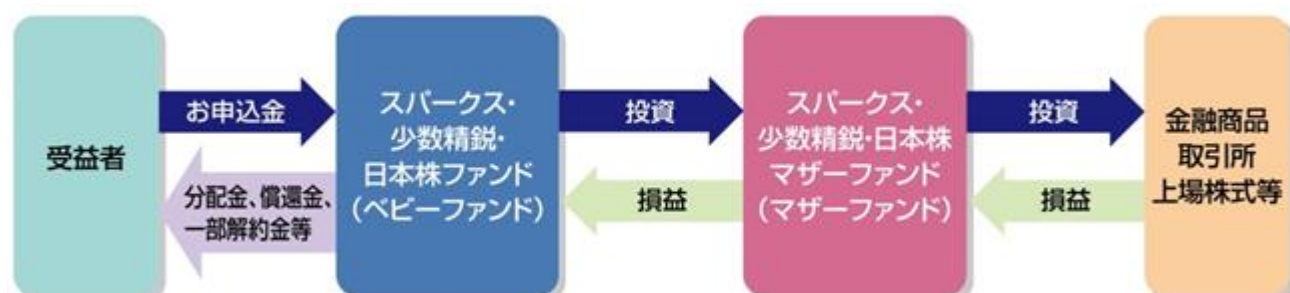 受益者
お申込金
分配金、償還金、
一部解約金等
スパークス・
少数精鋭・
日本株ファンド
(ベビーファンド)
投資
損益
スパークス・
少数精鋭・日本株
マザーファンド
(マザーファンド)
投資
損益
金融商品
取引所
上場株式等